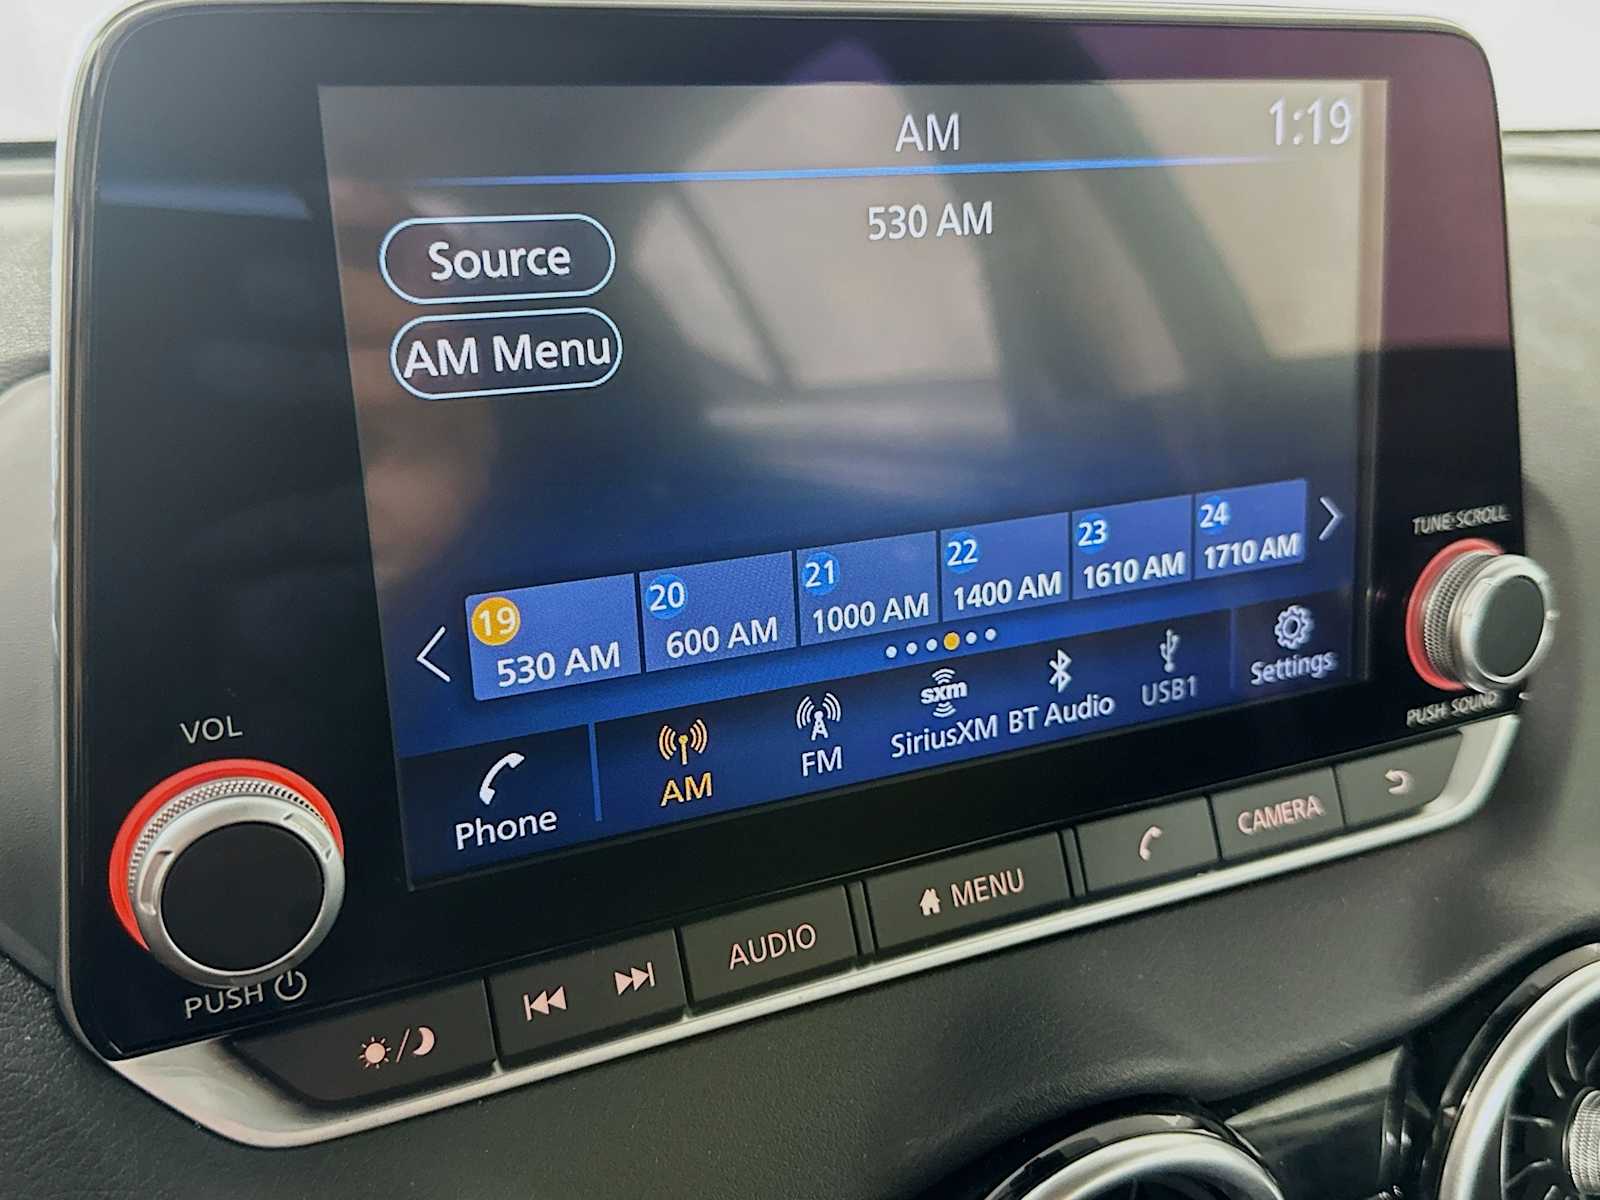 AM
1:19
530 AM
Source
AM Menu
19
530 AM
20
600 AM
21
1000 AM
22
1400 AM
23
1610 AM
24
1710 AM
Phone
AM
FM
sxm
SiriusXM
BT Audio
USB1
Settings
VOL
PUSH
TUNE·SCROLL
PUSH SOUND
AUDIO
MENU
CAMERA